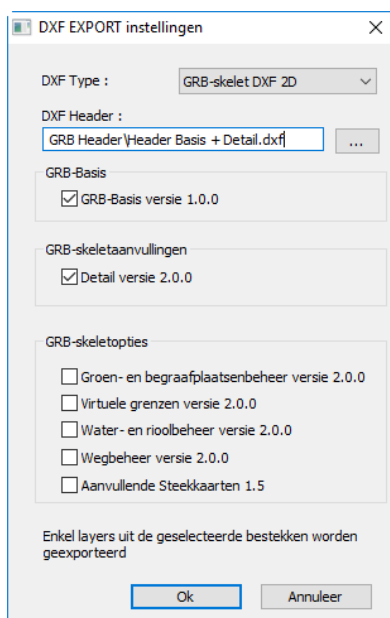 DXF EXPORT instellingen
DXF Type :
GRB-skelet DXF 2D
DXF Header :
GRB Header\Header Basis + Detail.dxf
...
GRB-Basis
GRB-Basis versie 1.0.0
GRB-skeletaanvullingen
Detail versie 2.0.0
GRB-skeletopties
Groen- en begraafplaatsenbeheer versie 2.0.0
Virtuele grenzen versie 2.0.0
Water- en rioolbeheer versie 2.0.0
Wegbeheer versie 2.0.0
Aanvullende Steekkaarten 1.5
Enkel layers uit de geselecteerde bestekken worden
geexporteerd
Ok
Annuleer